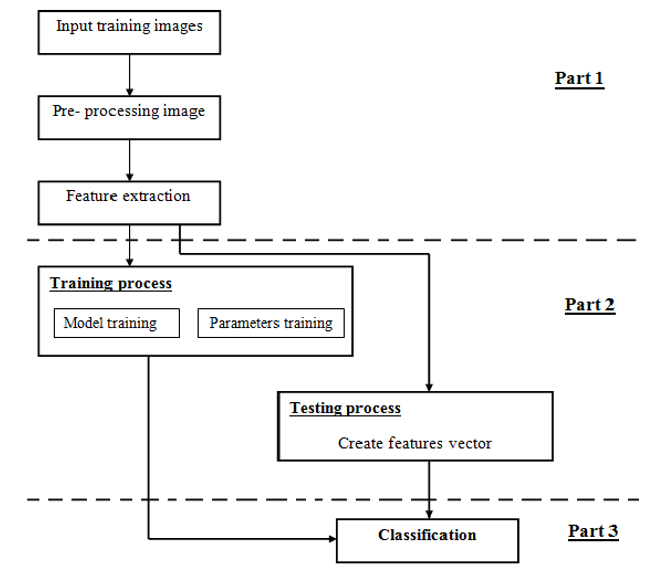 Input training images
Part 1
Pre- processing image
Feature extraction
Training process
Model training
Parameters training
Part 2
Testing process
Create features vector
Classification
Part 3